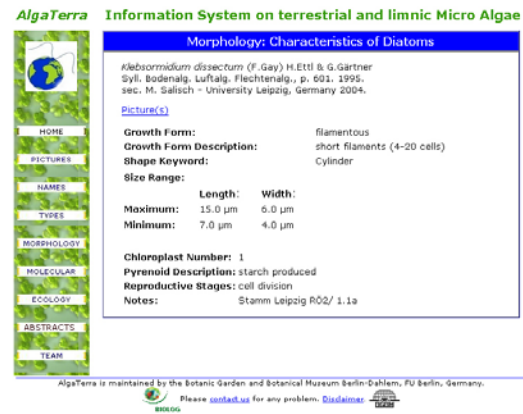 AlgaTerra Information System on terrestrial and limnic Micro Algae
Morphology: Characteristics of Diatoms
Klebsormidium dissectum (F.Gay) H.Ettl & G.Gärtner
Syll. Bodenalg. Luftalg. Flechtenalg., p. 601. 1995.
sec. M. Salisch - University Leipzig, Germany 2004.
Picture(s)
Growth Form: filamentous
Growth Form Description: short filaments (4-20 cells)
Shape Keyword: Cylinder
Size Range:
Length: Width:
Maximum: 15.0 µm 6.0 µm
Minimum: 7.0 µm 4.0 µm
Chloroplast Number: 1
Pyrenoid Description: starch produced
Reproductive Stages: cell division
Notes: Stamm Leipzig RÖ2/ 1.1a
HOME
PICTURES
NAMES
TYPES
MORPHOLOGY
MOLECULAR
ECOLOGY
ABSTRACTS
TEAM
AlgaTerra is maintained by the Botanic Garden and Botanical Museum Berlin-Dahlem, FU Berlin, Germany.
Please contact us for any problem. Disclaimer.
BIOLOG
BGBM